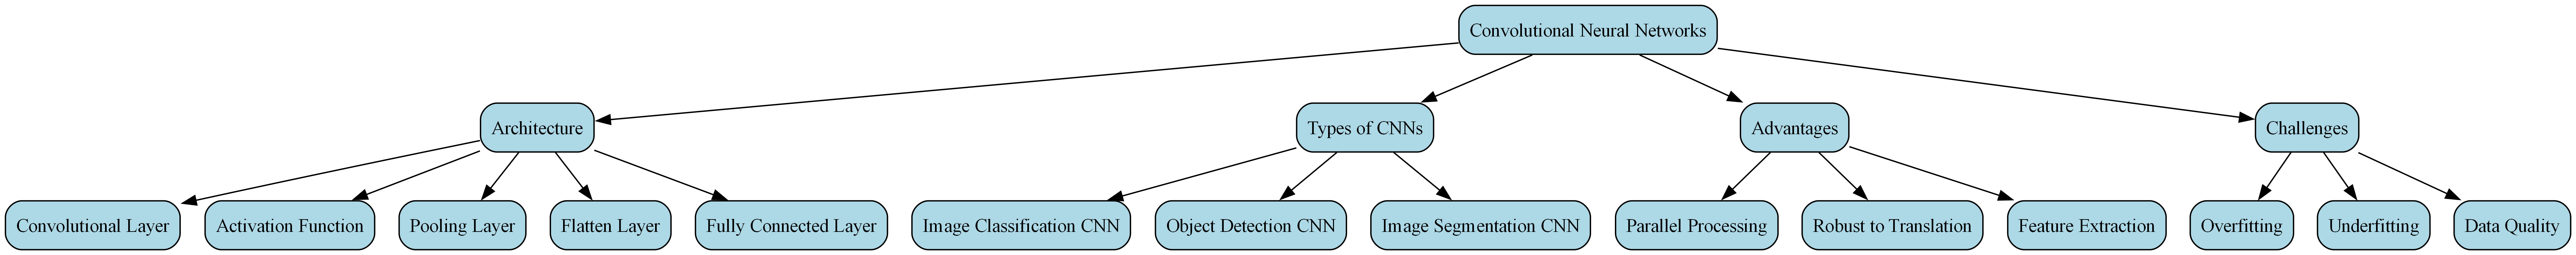 Convolutional Neural Networks
Architecture
Types of CNNs
Advantages
Challenges
Convolutional Layer
Activation Function
Pooling Layer
Flatten Layer
Fully Connected Layer
Image Classification CNN
Object Detection CNN
Image Segmentation CNN
Parallel Processing
Robust to Translation
Feature Extraction
Overfitting
Underfitting
Data Quality